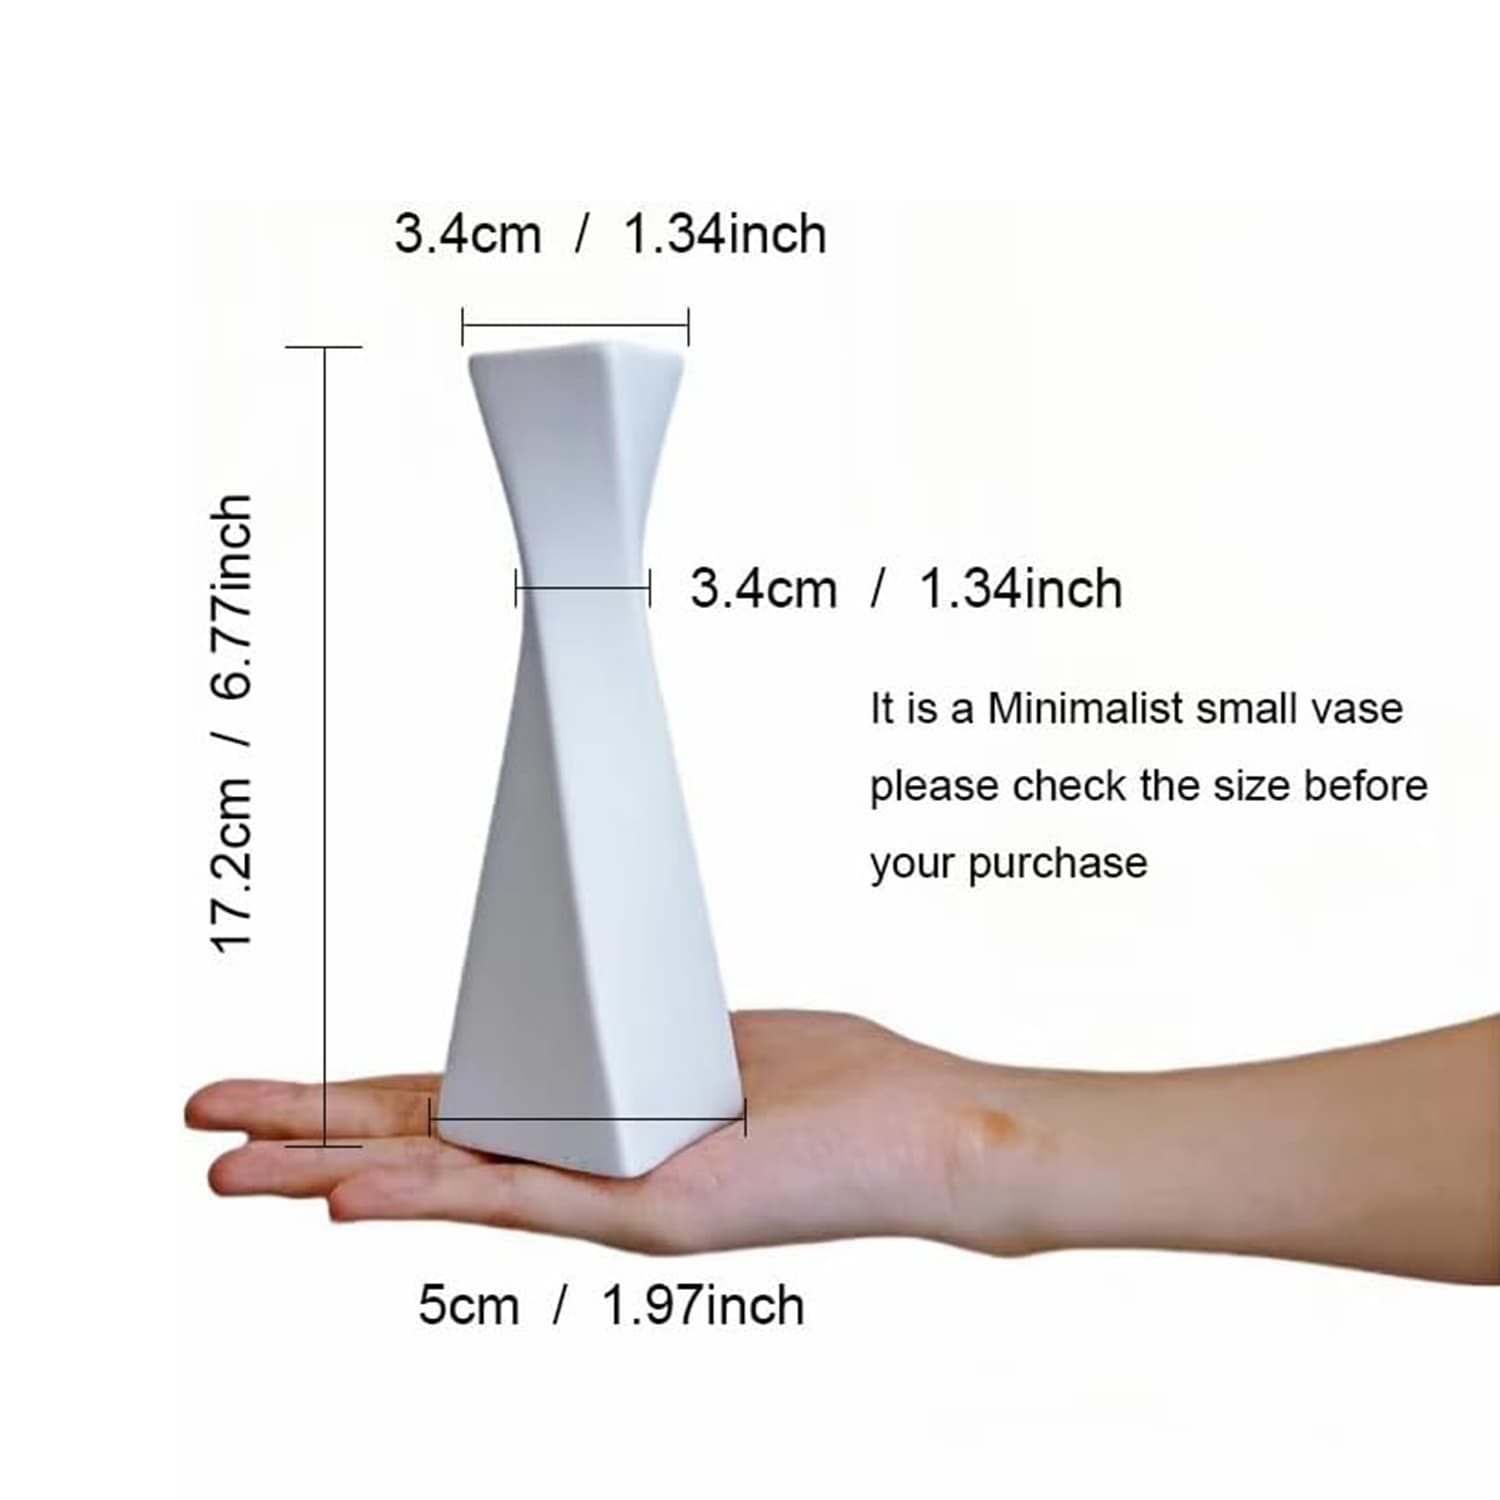 3.4cm / 1.34inch
17.2cm / 6.77inch
3.4cm / 1.34inch
It is a Minimalist small vase
please check the size before
your purchase
5cm / 1.97inch